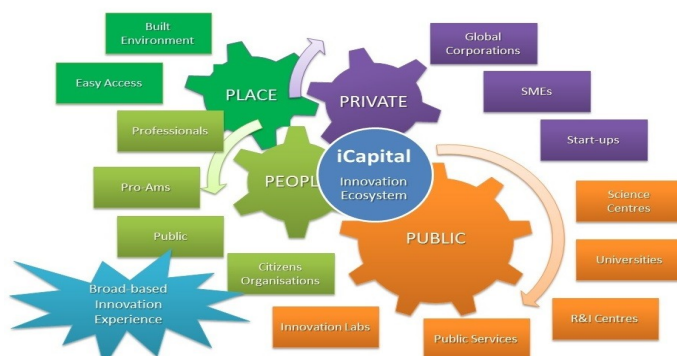 Built
Environment
Global
Corporations
Easy Access
PLACE
PRIVATE
SMEs
Professionals
Start-ups
iCapital
Innovation
Ecosystem
Pro-Ams
PEOPL
Science
Centres
Public
PUBLIC
Universities
Citizens
Organisations
Broad-based
Innovation
Experience
R&I Centres
Innovation Labs
Public Services